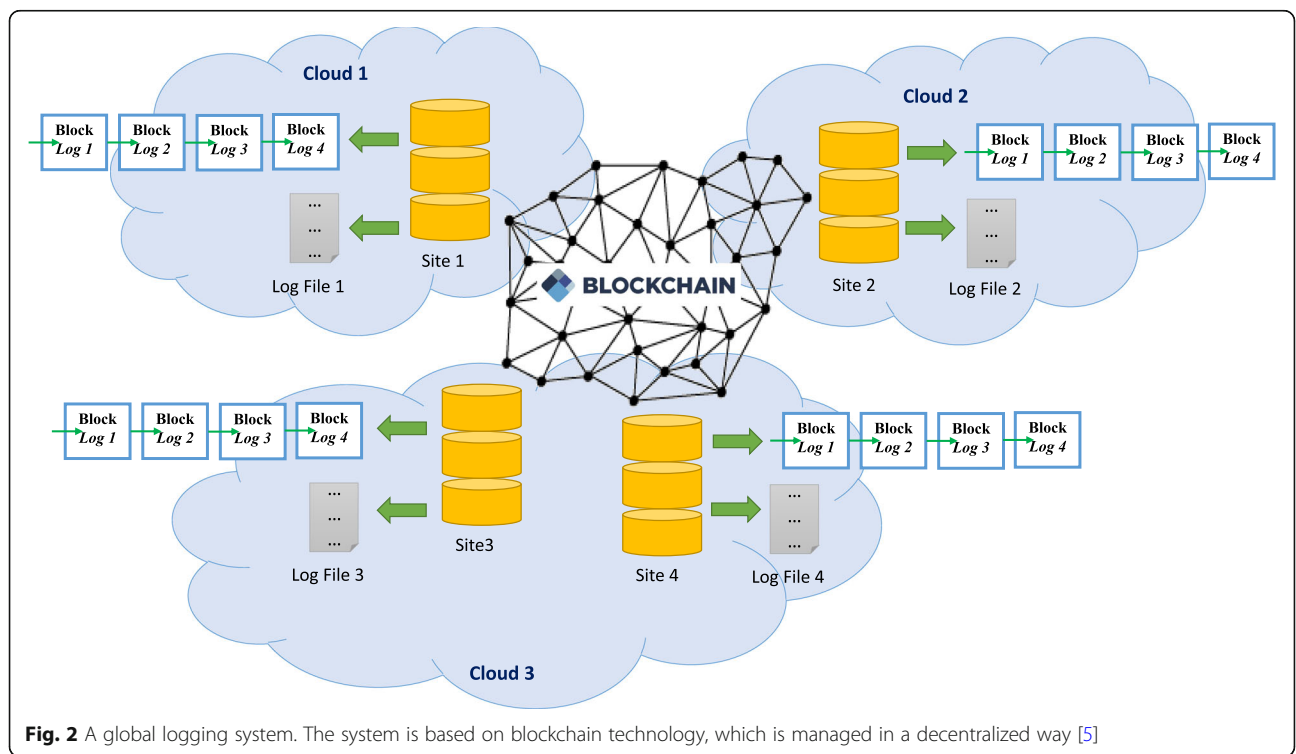 Cloud 1
Block Log 1
Block Log 2
Block Log 3
Block Log 4
...
...
...
Log File 1
Site 1
Cloud 2
Block Log 1
Block Log 2
Block Log 3
Block Log 4
...
...
...
Site 2
Log File 2
BLOCKCHAIN
Block Log 1
Block Log 2
Block Log 3
Block Log 4
...
...
...
Log File 3
Site3
Block Log 1
Block Log 2
Block Log 3
Block Log 4
...
...
...
Site 4
Log File 4
Cloud 3
Fig. 2 A global logging system. The system is based on blockchain technology, which is managed in a decentralized way [5]